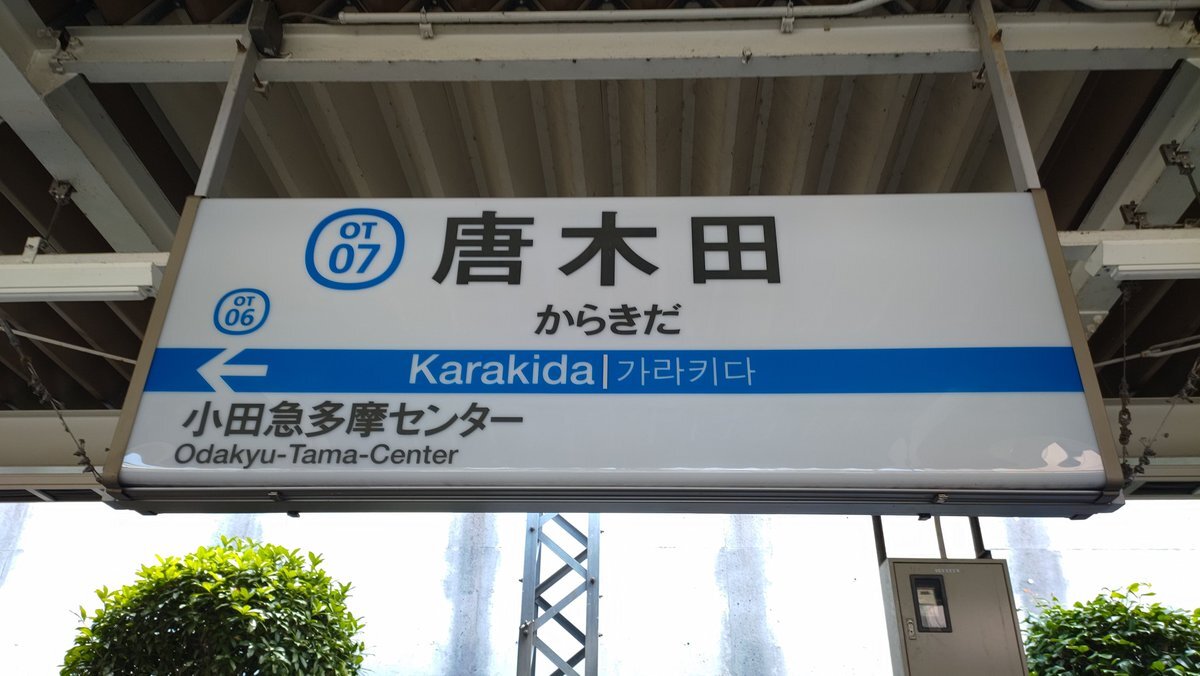 OT
07
唐木田
からきだ
OT
06
Karakida|가라키다
小田急多摩センター
Odakyu-Tama-Center